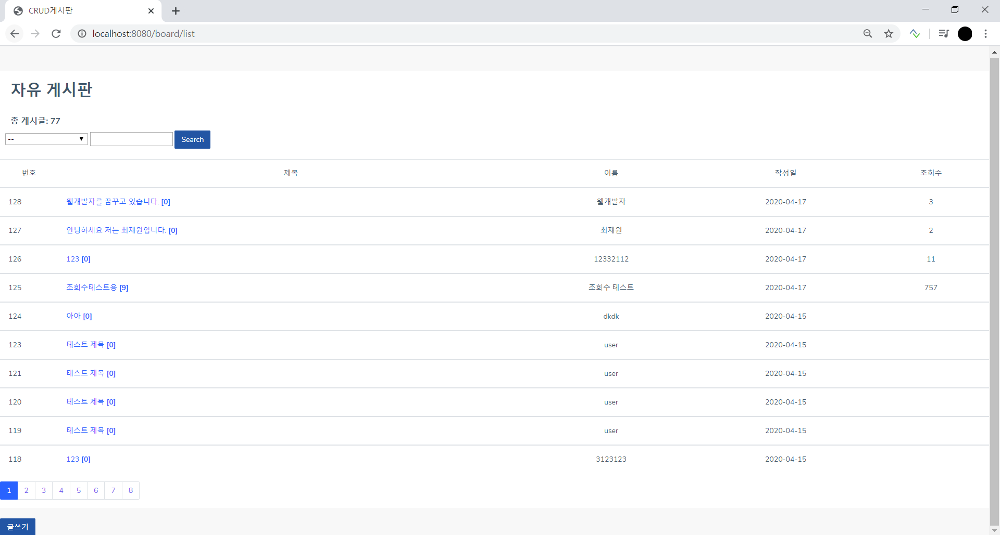 CRUD게시판
localhost:8080/board/list
자유 게시판
총 게시글: 77
-- Search
번호 제목 이름 작성일 조회수
128 웹개발자를 꿈꾸고 있습니다. [0] 웹개발자 2020-04-17 3
127 안녕하세요 저는 최재원입니다. [0] 최재원 2020-04-17 2
126 123 [0] 12332112 2020-04-17 11
125 조회수테스트용 [9] 조회수 테스트 2020-04-17 757
124 아아 [0] dkdk 2020-04-15
123 테스트 제목 [0] user 2020-04-15
121 테스트 제목 [0] user 2020-04-15
120 테스트 제목 [0] user 2020-04-15
119 테스트 제목 [0] user 2020-04-15
118 123 [0] 3123123 2020-04-15
1 2 3 4 5 6 7 8
글쓰기